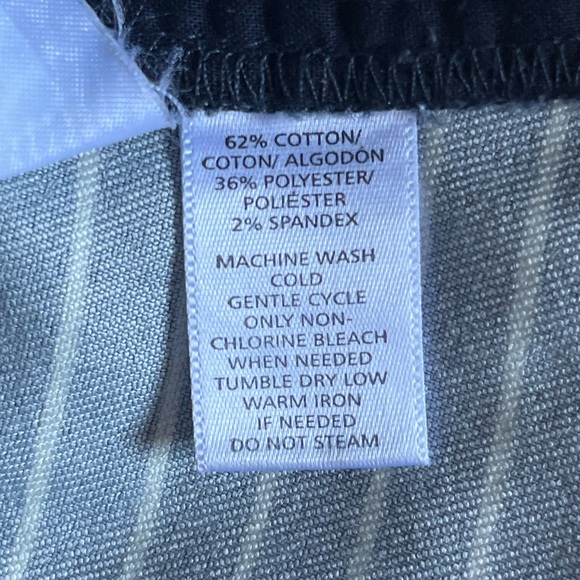 62% COTTON/
COTON/ ALGODÓN
36% POLYESTER/
POLIÉSTER
2% SPANDEX
MACHINE WASH
COLD
GENTLE CYCLE
ONLY NON-
CHLORINE BLEACH
WHEN NEEDED
TUMBLE DRY LOW
WARM IRON
IF NEEDED
DO NOT STEAM